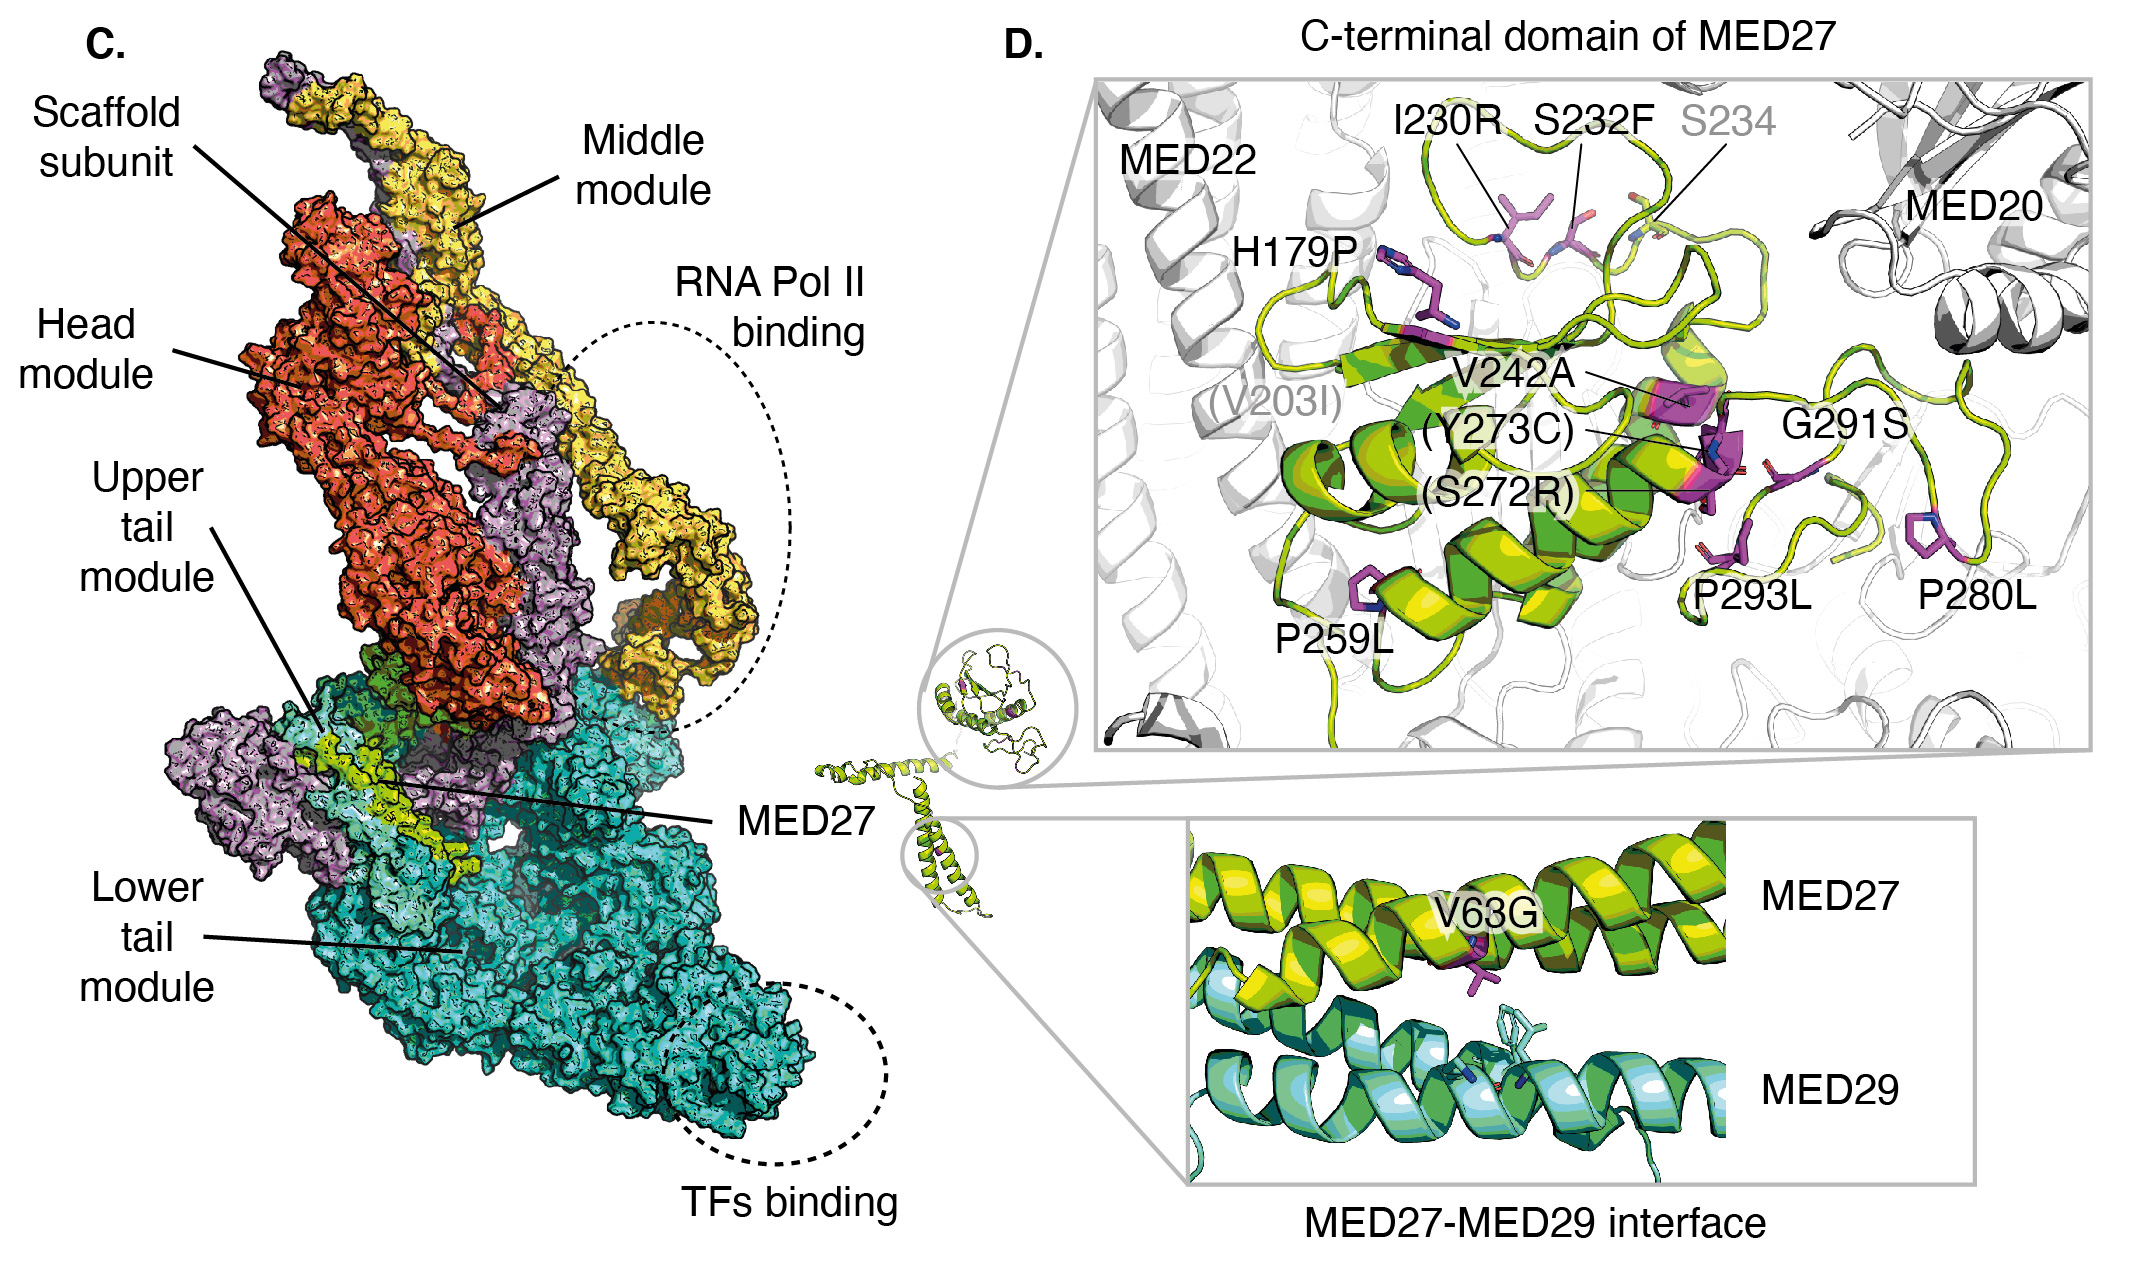 C.
Scaffold
subunit
Middle
module
RNA Pol II
binding
Head
module
Upper
tail
module
MED27
Lower
tail
module
TFs binding
D.
C-terminal domain of MED27
I230R S232F S234
MED22
MED20
H179P
V242A
(V203I)
(Y273C)
G291S
(S272R)
P293L
P280L
P259L
V63G
MED27
MED29
MED27-MED29 interface